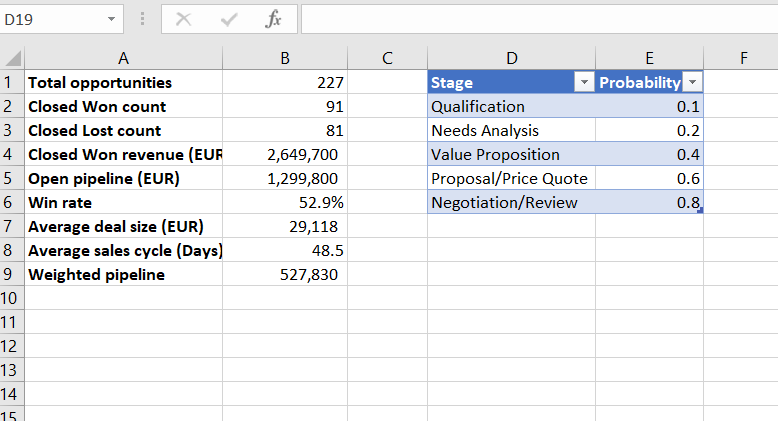 D19 fx
A B C D E F
1 Total opportunities 227 Stage Probability
2 Closed Won count 91 Qualification 0.1
3 Closed Lost count 81 Needs Analysis 0.2
4 Closed Won revenue (EUR 2,649,700 Value Proposition 0.4
5 Open pipeline (EUR) 1,299,800 Proposal/Price Quote 0.6
6 Win rate 52.9% Negotiation/Review 0.8
7 Average deal size (EUR) 29,118
8 Average sales cycle (Days) 48.5
9 Weighted pipeline 527,830
10
11
12
13
14
15